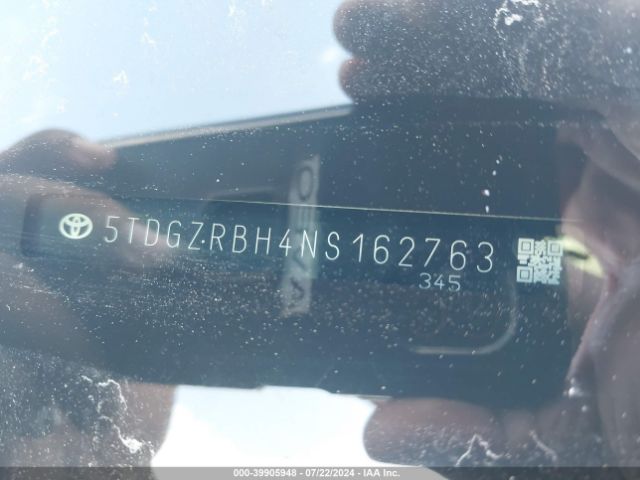 5TDGZRBH4NS162763
345
000-39905948 | 07/22/2024 | IAA Inc.